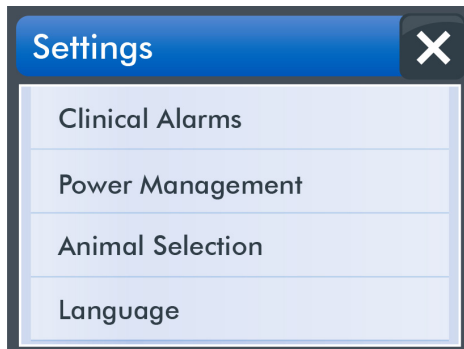 Settings
Clinical Alarms
Power Management
Animal Selection
Language